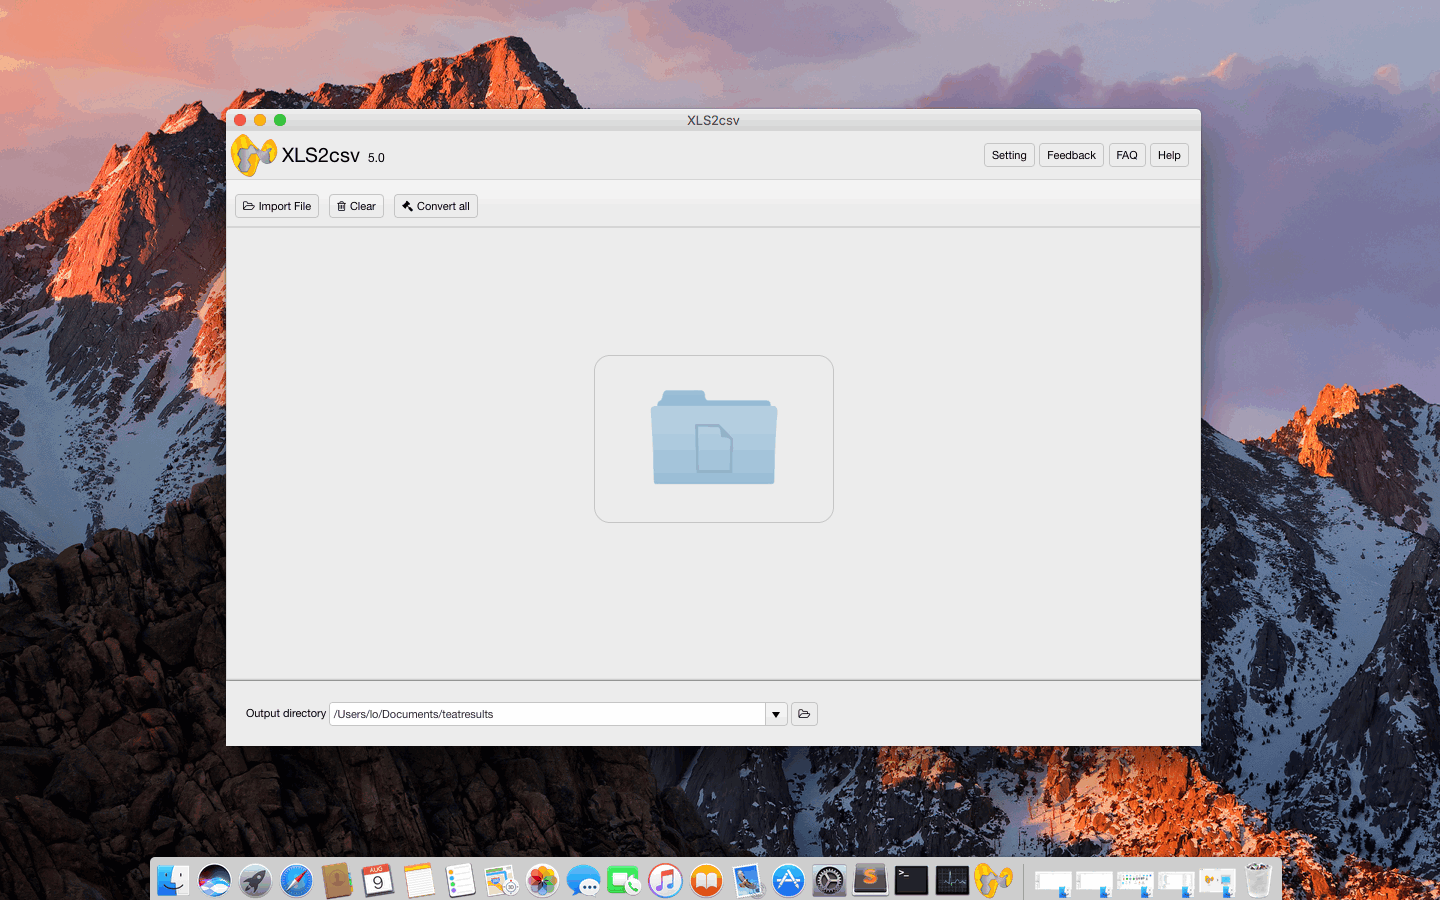 XLS2csv
XLS2csv 5.0
Setting
Feedback
FAQ
Help
Import File
Clear
Convert all
Output directory
/Users/lo/Documents/teatresults
AUG
9
S
>_